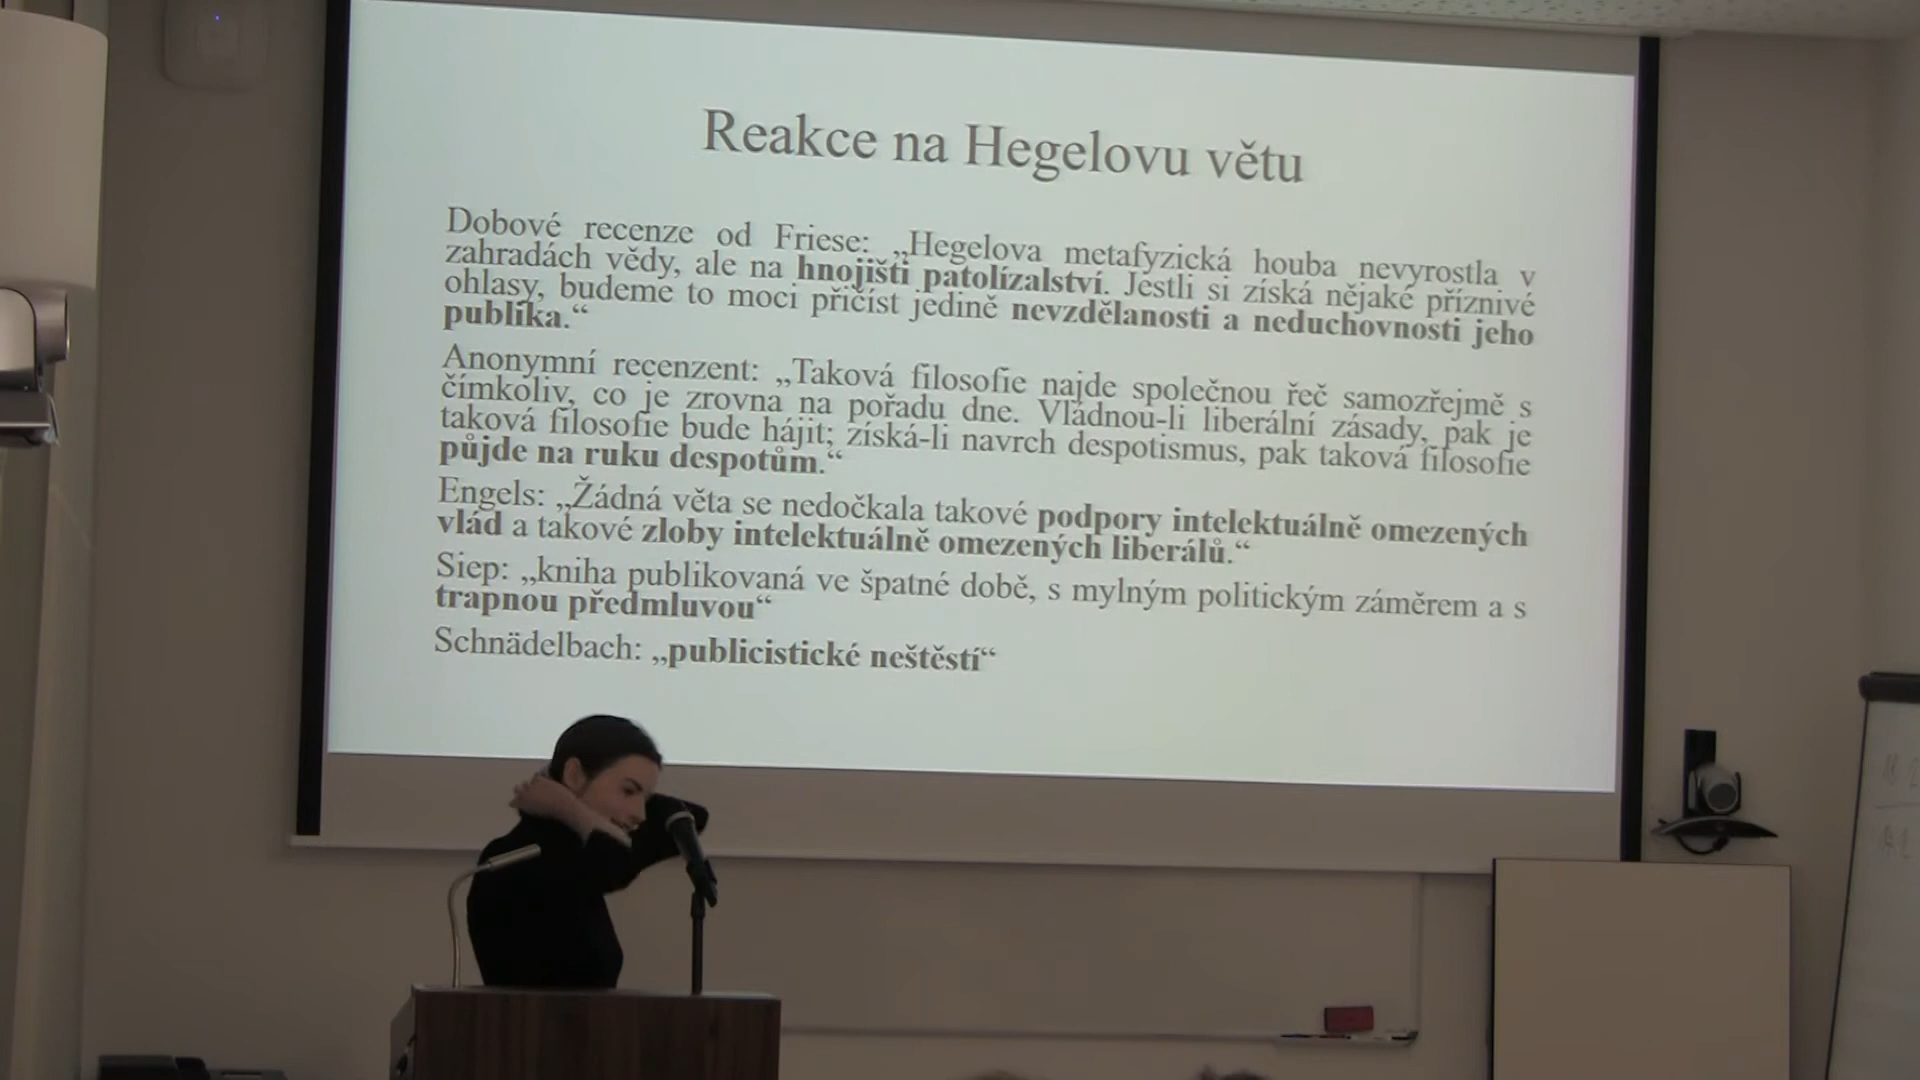 Reakce na Hegelovu větu
Dobové recenze od Friese: „Hegelova metafyzická houba nevyrostla v
zahradách vědy, ale na hnojišti patolízalství. Jestli si získá nějaké příznivé
ohlasy, budeme to moci přičíst jedině nevzdělanosti a neduchovnosti jeho
publika.“
Anonymní recenzent: „Taková filosofie najde společnou řeč samozřejmě s
čímkoliv, co je zrovna na pořadu dne. Vládnou-li liberální zásady, pak je
taková filosofie bude hájit; získá-li navrch despotismus, pak taková filosofie
půjde na ruku despotům.“
Engels: „Žádná věta se nedočkala takové podpory intelektuálně omezených
vlád a takové zloby intelektuálně omezených liberálů.“
Siep: „kniha publikovaná ve špatné době, s mylným politickým záměrem a s
trapnou předmluvou“
Schnädelbach: „publicistické neštěstí“